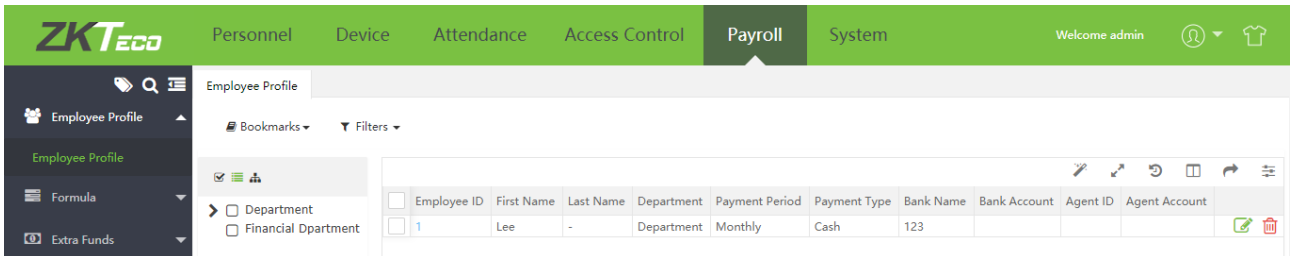 ZKTeco Personnel Device Attendance Access Control Payroll System Welcome admin
Employee Profile
Employee Profile
Bookmarks Filters
Employee Profile
Formula
Extra Funds
Department
Financial Dpartment
Employee ID First Name Last Name Department Payment Period Payment Type Bank Name Bank Account Agent ID Agent Account
1 Lee - Department Monthly Cash 123